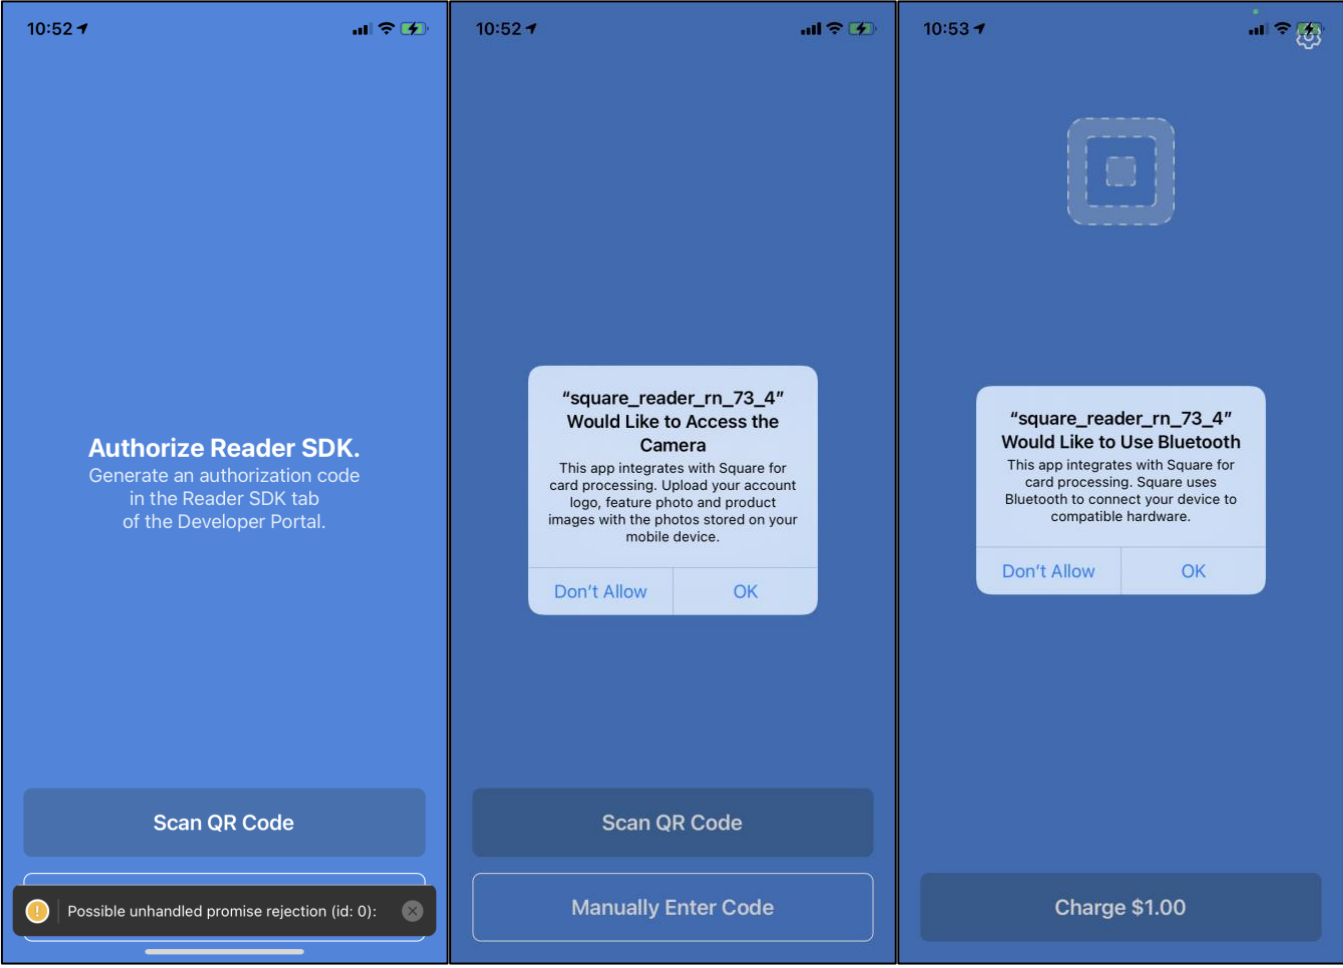 10:52
Authorize Reader SDK.
Generate an authorization code
in the Reader SDK tab
of the Developer Portal.
Scan QR Code
Possible unhandled promise rejection (id: 0):
10:52
“square_reader_rn_73_4”
Would Like to Access the
Camera
This app integrates with Square for
card processing. Upload your account
logo, feature photo and product
images with the photos stored on your
mobile device.
Don’t Allow
OK
Scan QR Code
Manually Enter Code
10:53
“square_reader_rn_73_4”
Would Like to Use Bluetooth
This app integrates with Square for
card processing. Square uses
Bluetooth to connect your device to
compatible hardware.
Don’t Allow
OK
Charge $1.00